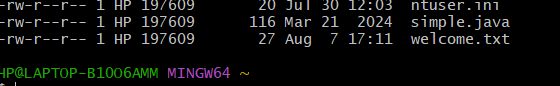 -rw-r--r-- 1 HP 197609 20 Jul 30 12:03 ntuser.ini
-rw-r--r-- 1 HP 197609 116 Mar 21 2024 simple.java
-rw-r--r-- 1 HP 197609 27 Aug 7 17:11 welcome.txt
HP@LAPTOP-B1OO6AMM MINGW64 ~